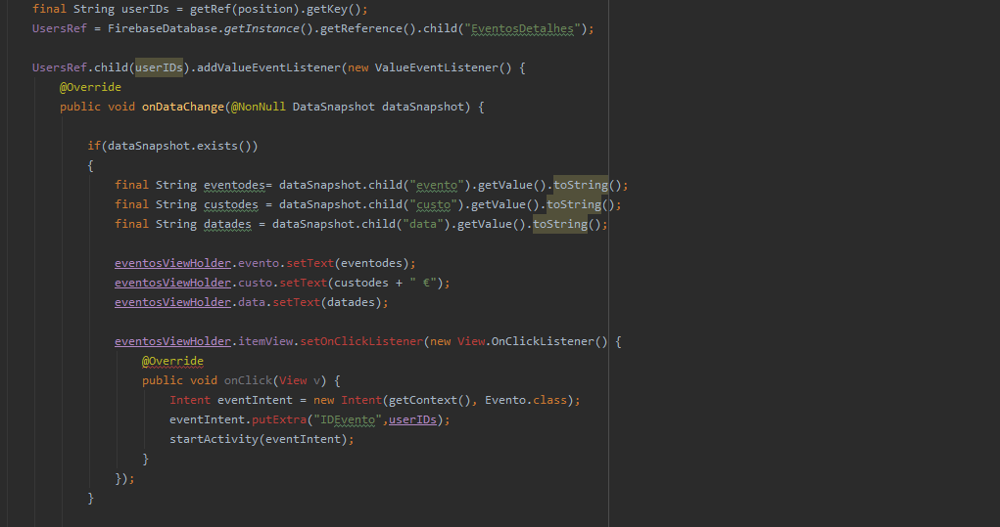 final String userIDs = getRef(position).getKey();
UsersRef = FirebaseDatabase.getInstance().getReference().child("EventosDetalhes");
UsersRef.child(userIDs).addValueEventListener(new ValueEventListener() {
@Override
public void onDataChange(@NonNull DataSnapshot dataSnapshot) {
if(dataSnapshot.exists())
{
final String eventodes= dataSnapshot.child("evento").getValue().toString();
final String custodes = dataSnapshot.child("custo").getValue().toString();
final String datades = dataSnapshot.child("data").getValue().toString();
eventosViewHolder.evento.setText(eventodes);
eventosViewHolder.custo.setText(custodes + " €");
eventosViewHolder.data.setText(datades);
eventosViewHolder.itemView.setOnClickListener(new View.OnClickListener() {
@Override
public void onClick(View v) {
Intent eventIntent = new Intent(getContext(), Evento.class);
eventIntent.putExtra("IDEvento",userIDs);
startActivity(eventIntent);
}
});
}